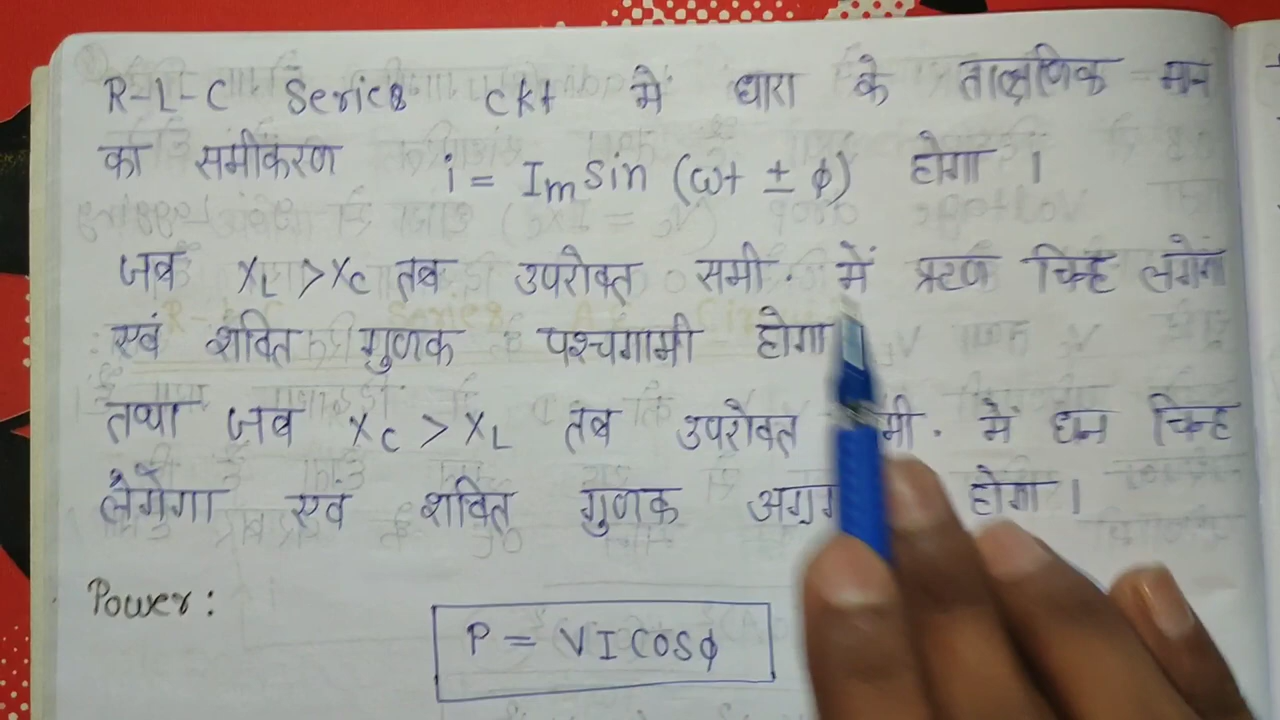 R-L-C Series ckt में धारा के तात्क्षणिक मान
का समीकरण i = Im sin (ωt ± φ) होगा ।
जब XL > XC तब उपरोक्त समी. में ऋण चिन्ह लगेगा
एवं शक्ति गुणक पश्चगामी होगा
तथा जब XC > XL तब उपरोक्त मी. में धन चिन्ह
लगेगा एवं शक्ति गुणक होगा ।
Power:
P = VI cosφ